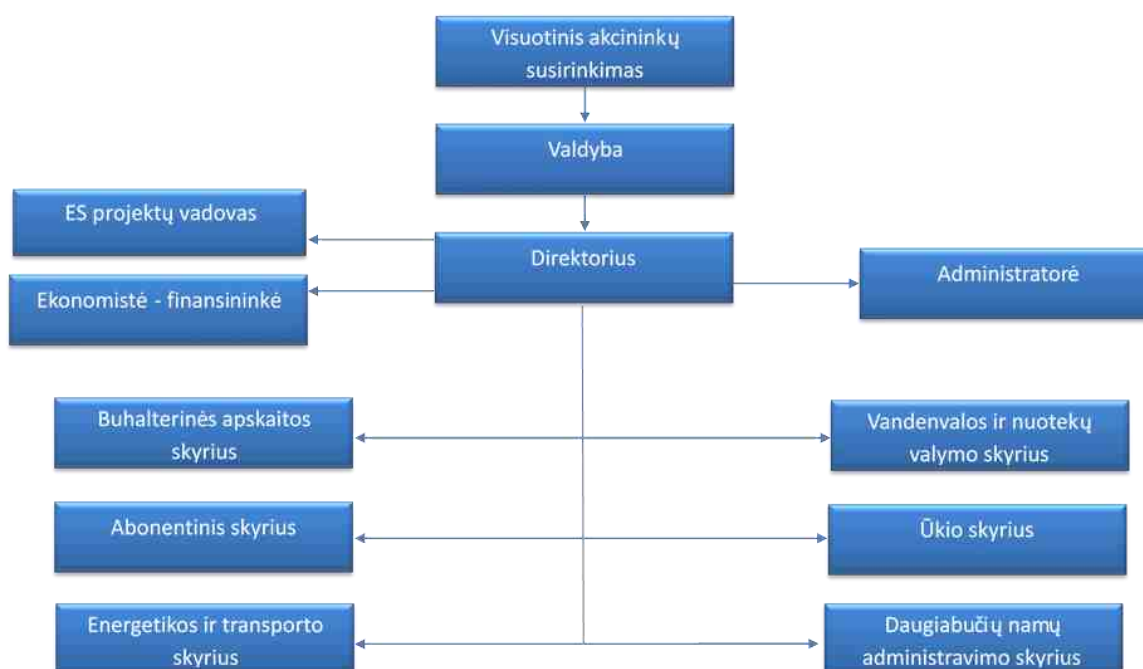 Visuotinis akcininkų
susirinkimas
Valdyba
ES projektų vadovas
Direktorius
Administratorė
Ekonomistė - finansininkė
Buhalterinės apskaitos
skyrius
Vandenvalos ir nuotekų
valymo skyrius
Abonentinis skyrius
Ūkio skyrius
Energetikos ir transporto
skyrius
Daugiabučių namų
administravimo skyrius